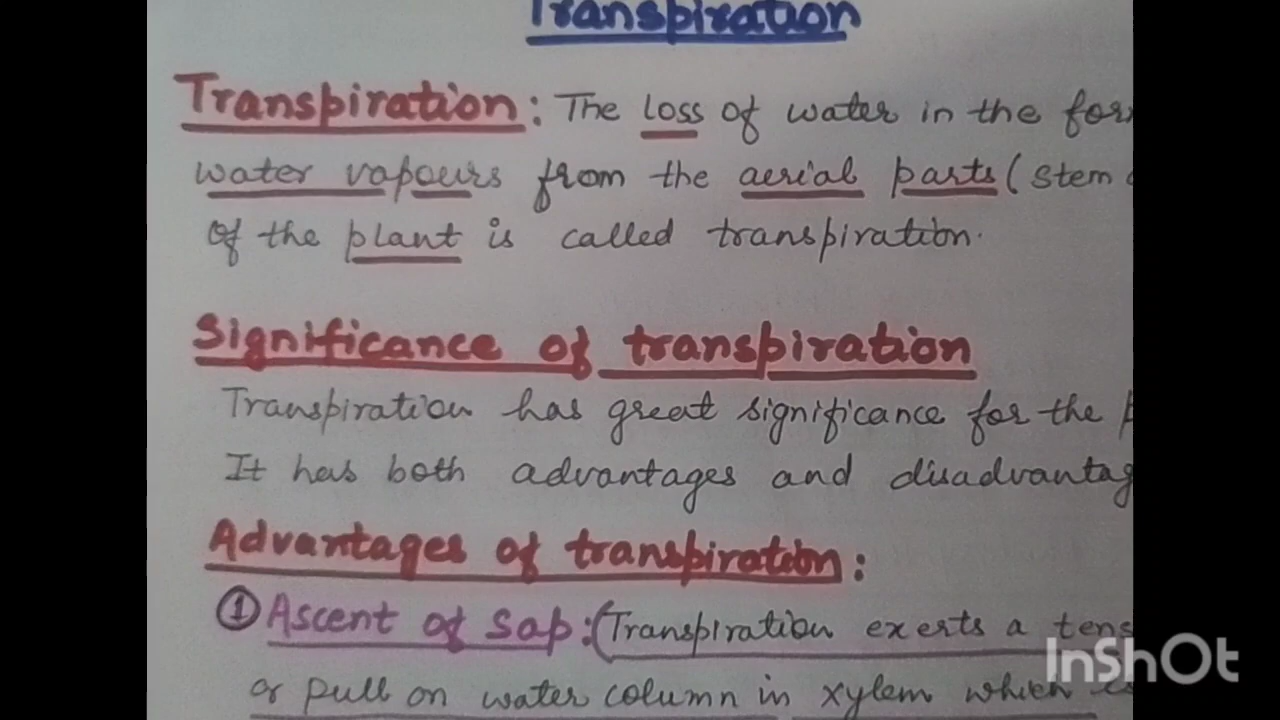 Transpiration
Transpiration: The loss of water in the
water vapours from the aerial parts (stem
of the plant is called transpiration.
Significance of transpiration
Transpiration has great significance for the
It has both advantages and
Advantages of transpiration:
① Ascent of Sap: (Transpiration exerts a
or pull on water column in xylem which
InShOt